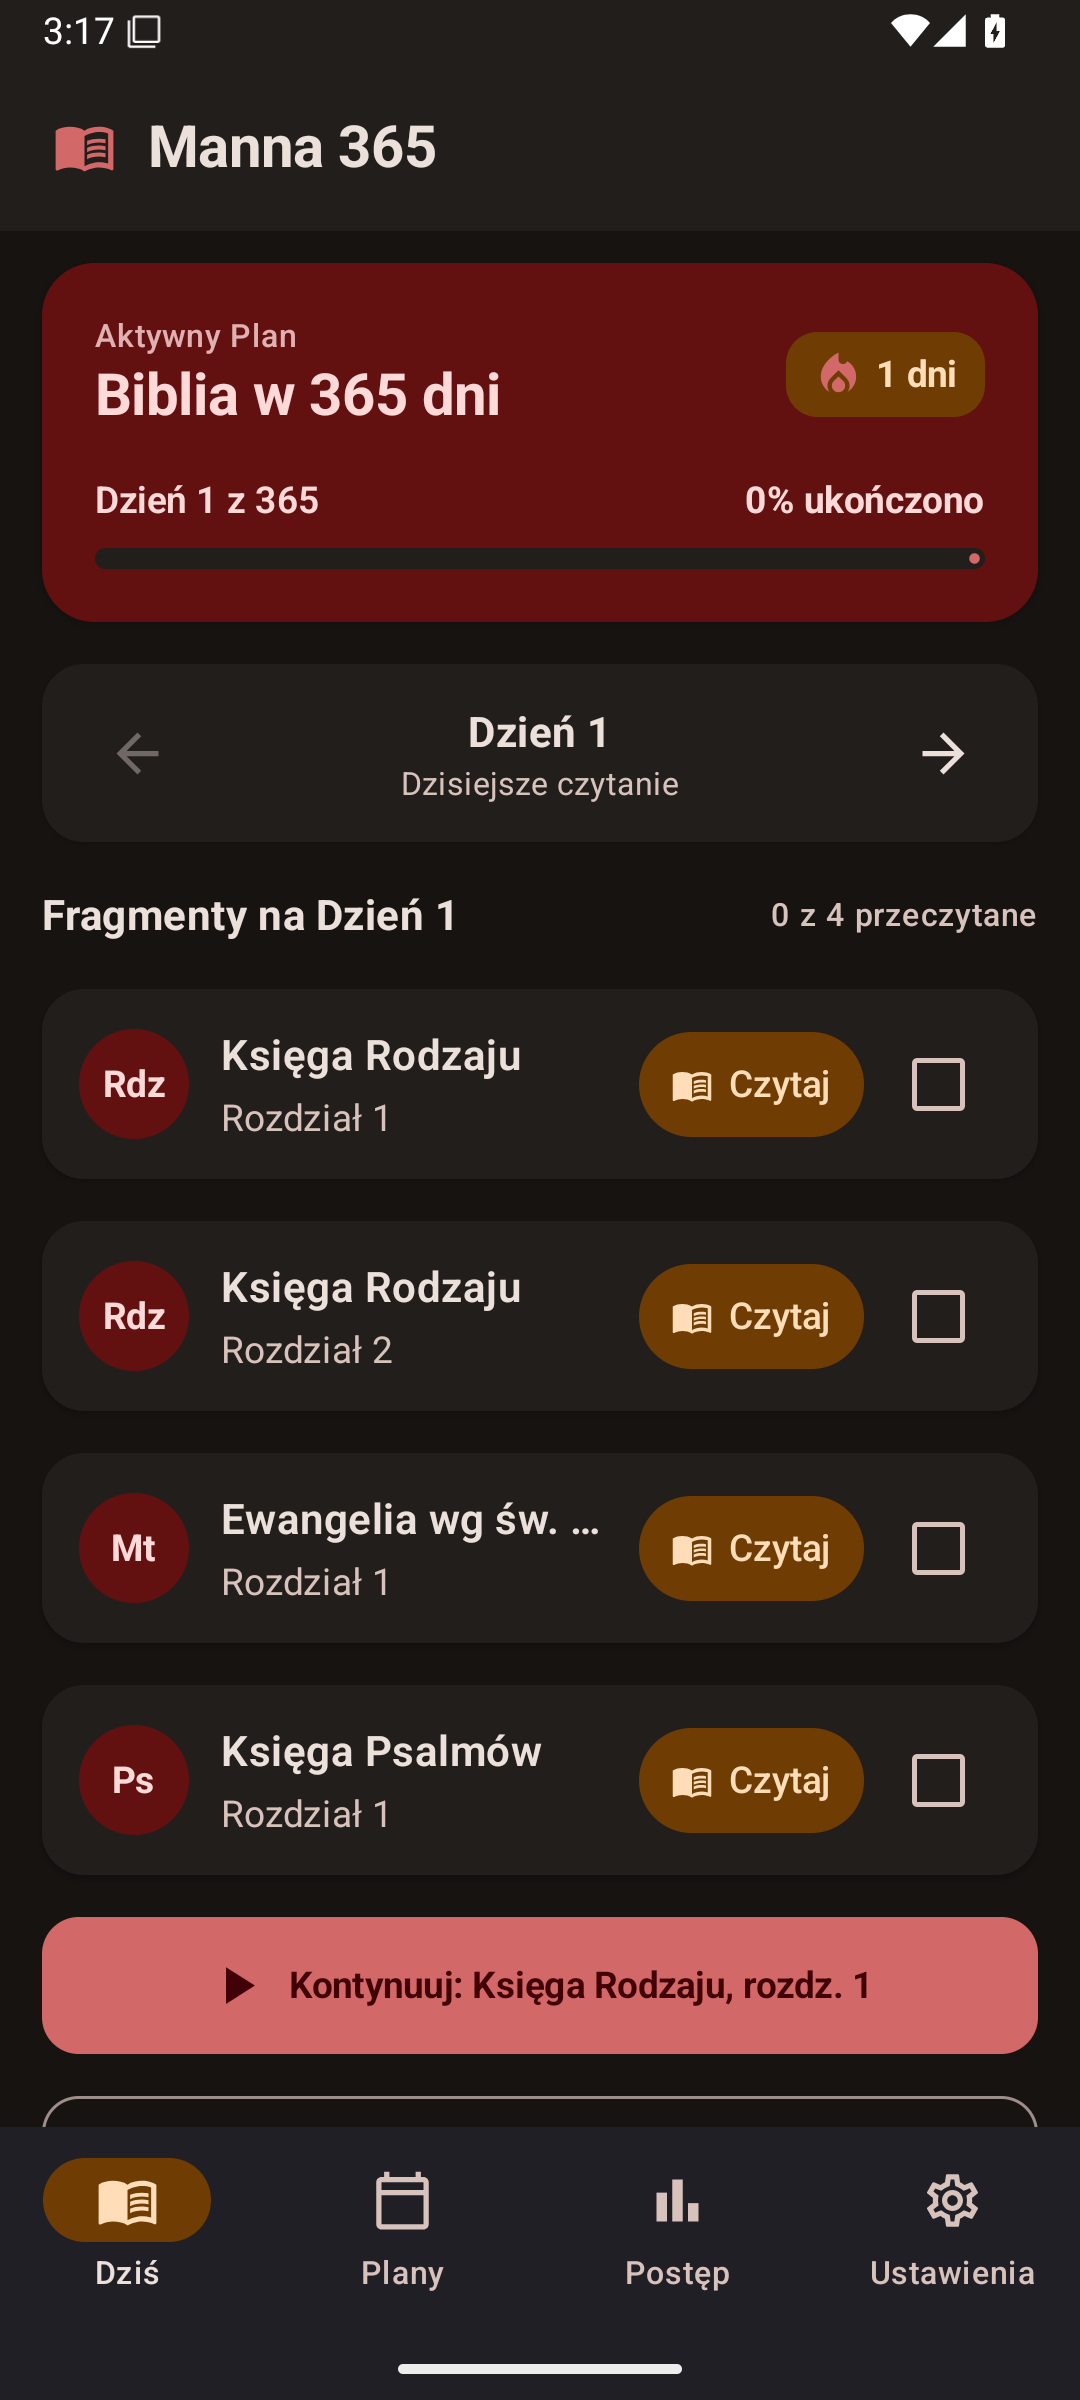 3:17
Manna 365
Aktywny Plan
Biblia w 365 dni
1 dni
Dzień 1 z 365
0% ukończono
Dzień 1
Dzisiejsze czytanie
Fragmenty na Dzień 1
0 z 4 przeczytane
Rdz
Księga Rodzaju
Rozdział 1
Czytaj
Rdz
Księga Rodzaju
Rozdział 2
Czytaj
Mt
Ewangelia wg św. ...
Rozdział 1
Czytaj
Ps
Księga Psalmów
Rozdział 1
Czytaj
Kontynuuj: Księga Rodzaju, rozdz. 1
Dziś
Plany
Postęp
Ustawienia